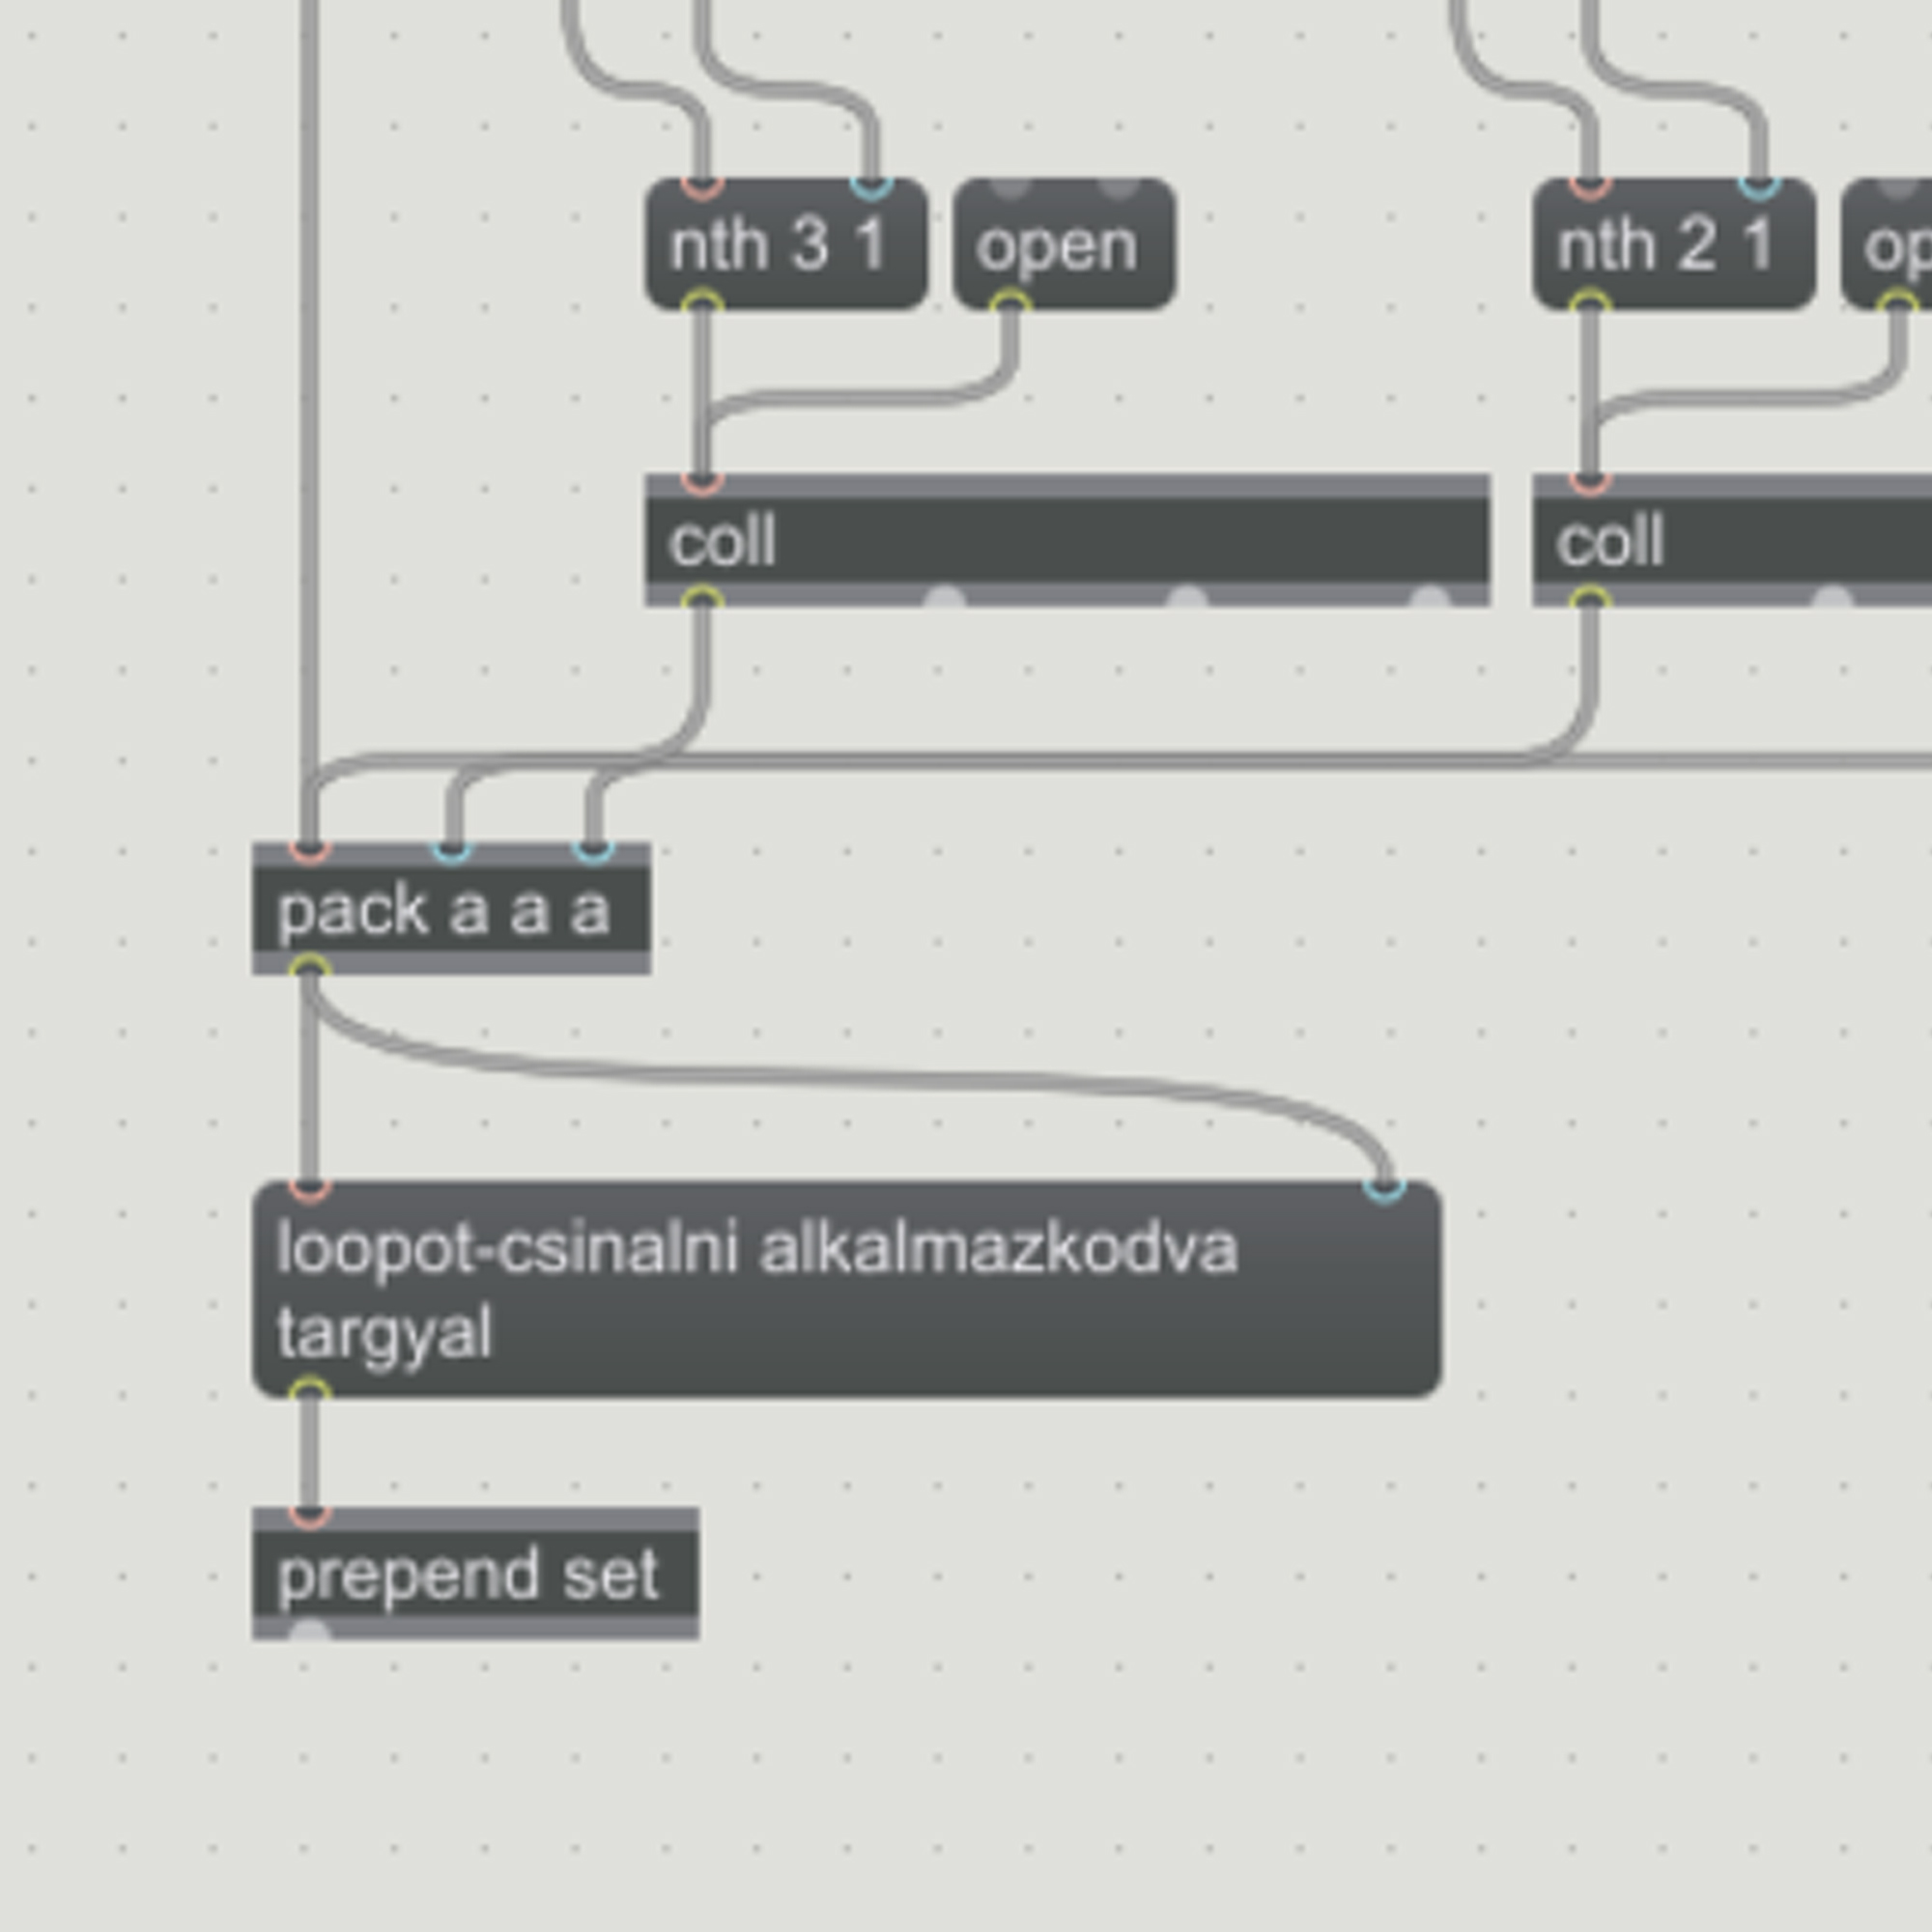 nth 3 1
open
nth 2 1
op
coll
coll
pack a a a
loopot-csinalni alkalmazkodva
targyal
prepend set